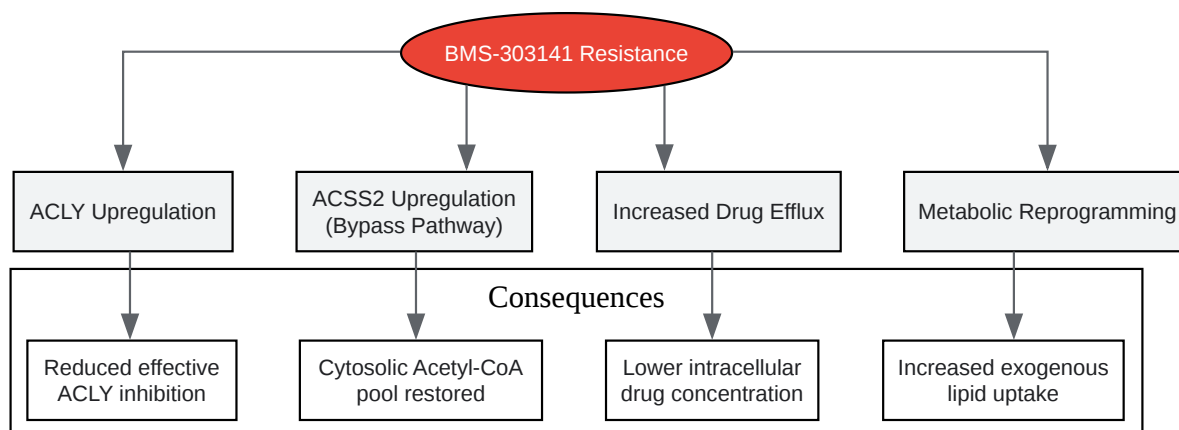 BMS-303141 Resistance
ACLY Upregulation
ACSS2 Upregulation
(Bypass Pathway)
Increased Drug Efflux
Metabolic Reprogramming
Consequences
Reduced effective
ACLY inhibition
Cytosolic Acetyl-CoA
pool restored
Lower intracellular
drug concentration
Increased exogenous
lipid uptake